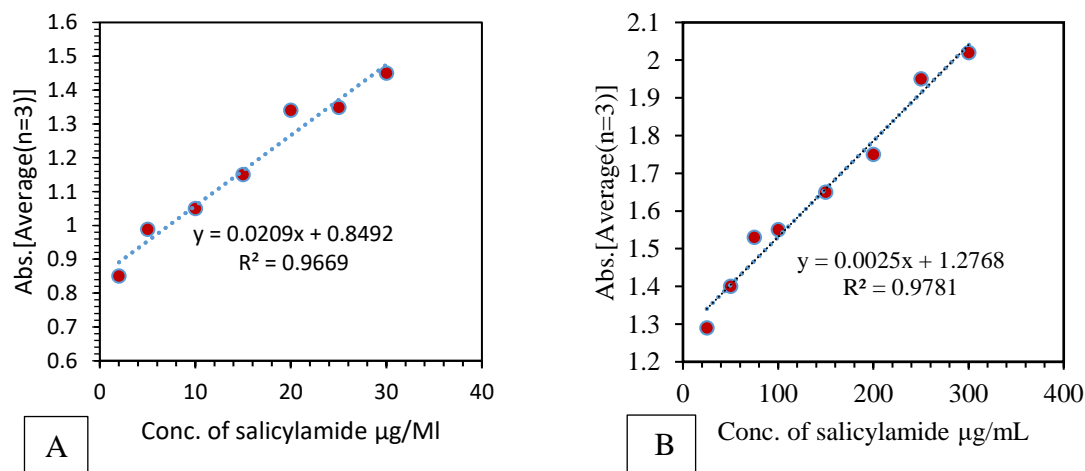 Abs.[Average(n=3)]
1.6
1.5
1.4
1.3
1.2
1.1
1
0.9
0.8
0.7
0.6
y = 0.0209x + 0.8492
R² = 0.9669
0 10 20 30 40
Conc. of salicylamide µg/Ml
A
Abs.[Average(n=3)]
2.1
2
1.9
1.8
1.7
1.6
1.5
1.4
1.3
1.2
y = 0.0025x + 1.2768
R² = 0.9781
0 100 200 300 400
Conc. of salicylamide µg/mL
B